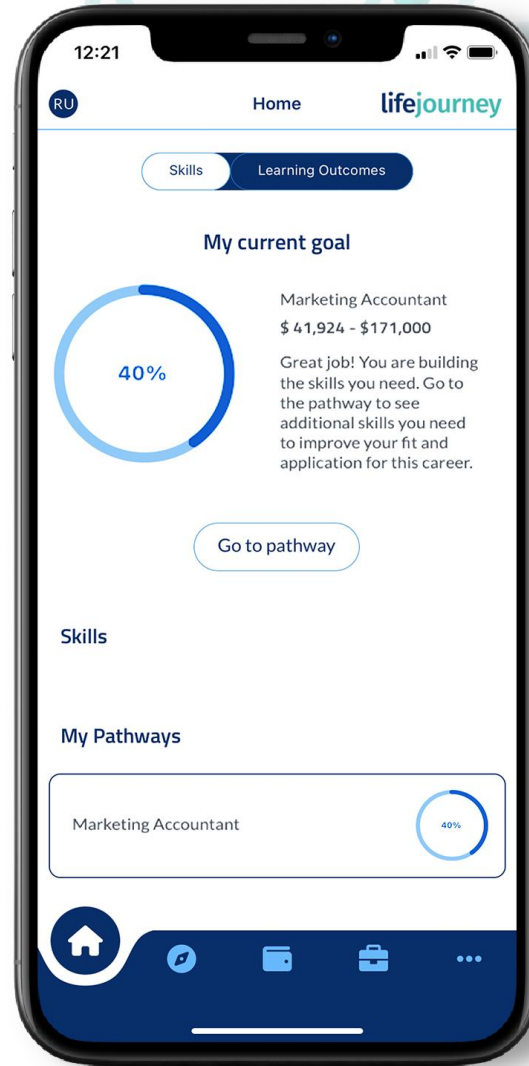 12:21
RU
Home
lifejourney
Skills
Learning Outcomes
My current goal
40%
Marketing Accountant
$ 41,924 - $171,000
Great job! You are building
the skills you need. Go to
the pathway to see
additional skills you need
to improve your fit and
application for this career.
Go to pathway
Skills
My Pathways
Marketing Accountant
40%